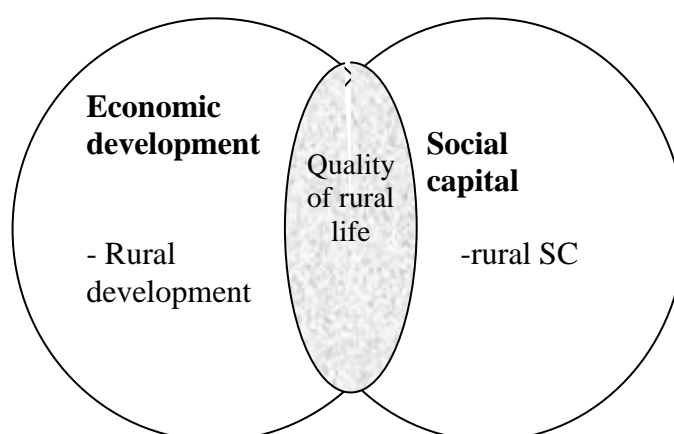 Economic
development
- Rural
development
Quality
of rural
life
Social
capital
-rural SC